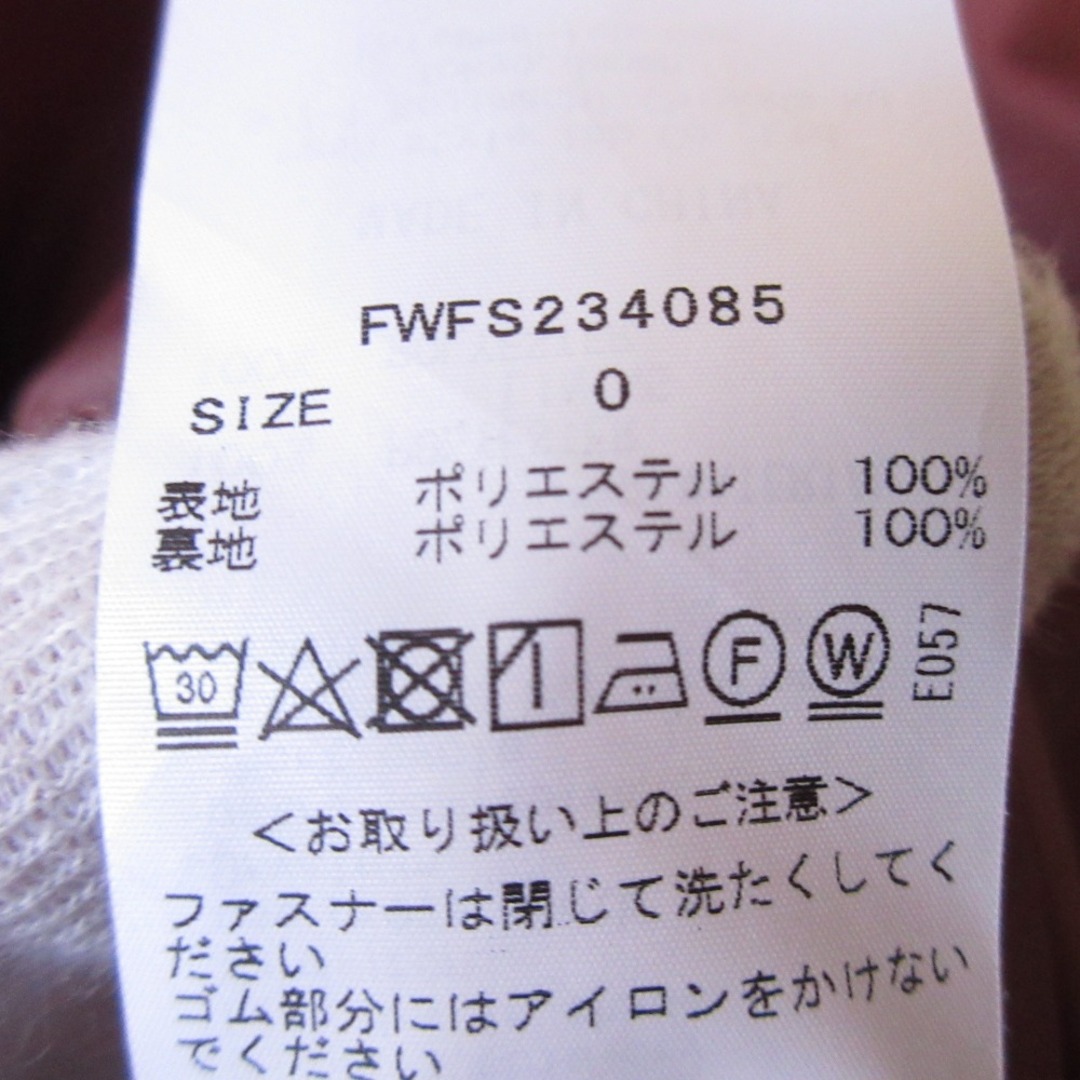 FWFS234085
SIZE 0
表地 ポリエステル 100%
裏地 ポリエステル 100%
30 F W E057
<お取り扱い上のご注意>
ファスナーは閉じて洗たくしてく
ださい
ゴム部分にはアイロンをかけない
でください